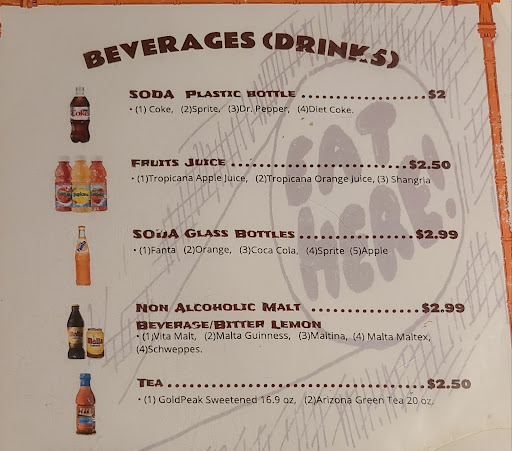 BEVERAGES (DRINKS)
SODA PLASTIC BOTTLE ........................ $2
• (1) Coke, (2)Sprite, (3)Dr. Pepper, (4)Diet Coke.
FRUITS JUICE ............................. $2.50
• (1)Tropicana Apple Juice, (2)Tropicana Orange Juice, (3) Shangria
SODA GLASS BOTTLES ...................... $2.99
• (1)Fanta (2)Orange, (3)Coca Cola, (4)Sprite (5)Apple
NON ALCOHOLIC MALT ...................... $2.99
BEVERAGE/BITTER LEMON
• (1)Vita Malt, (2)Malta Guinness, (3)Maltina, (4) Malta Maltex,
(4)Schweppes.
TEA ........................................ $2.50
• (1) GoldPeak Sweetened 16.9 oz, (2)Arizona Green Tea 20 oz.
EAT
HERE!